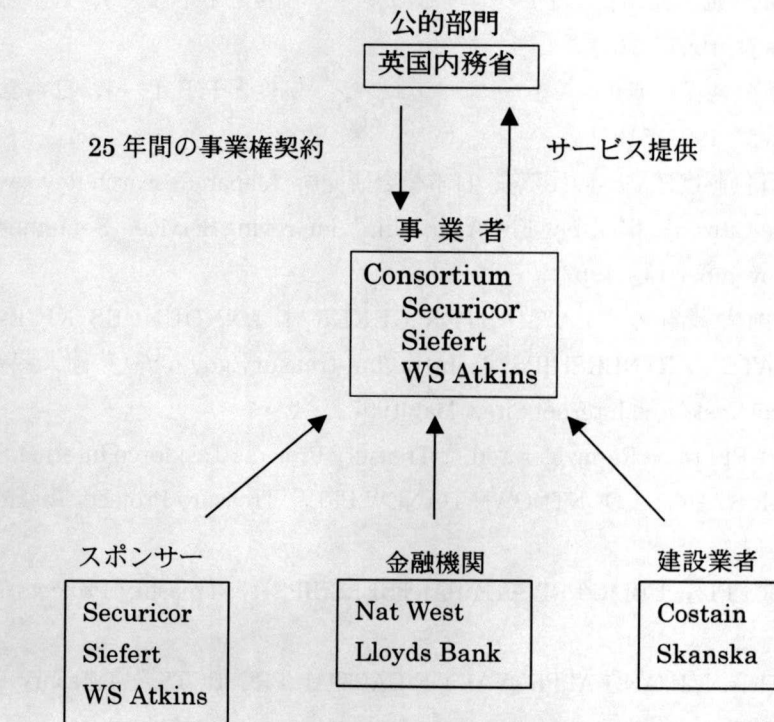 公的部門
英国内務省
25 年間の事業権契約
サービス提供
事 業 者
Consortium
Securicor
Siefert
WS Atkins
スポンサー
Securicor
Siefert
WS Atkins
金融機関
Nat West
Lloyds Bank
建設業者
Costain
Skanska